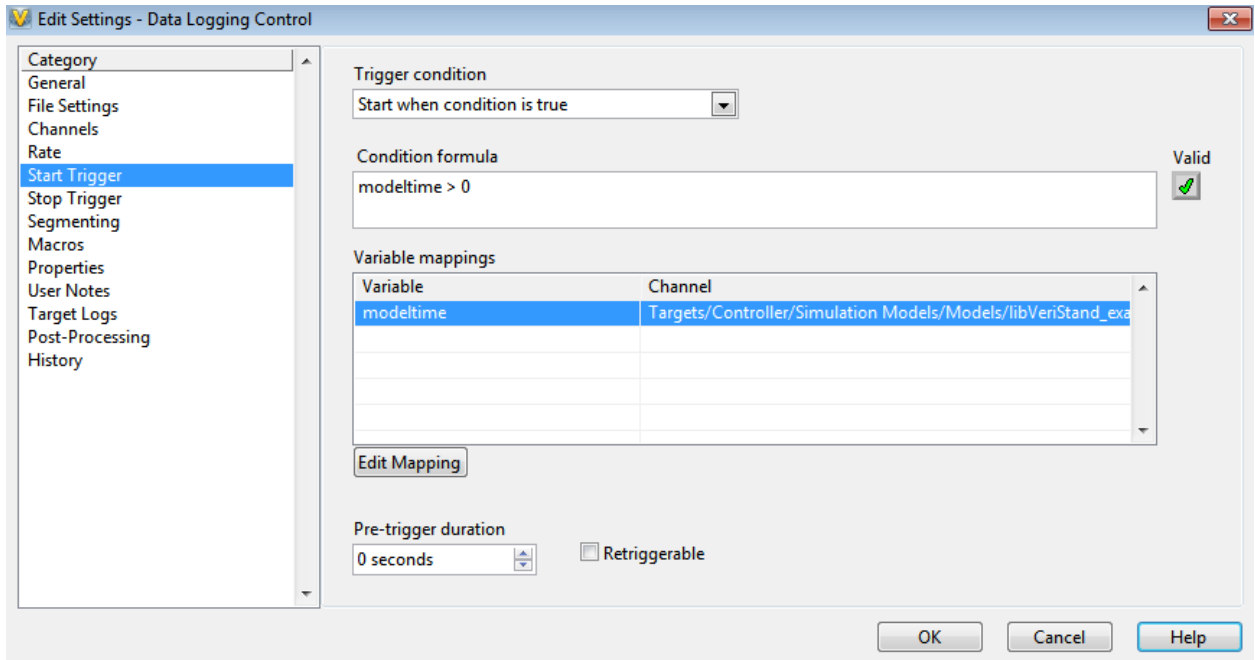 Edit Settings - Data Logging Control
Category
General
File Settings
Channels
Rate
Start Trigger
Stop Trigger
Segmenting
Macros
Properties
User Notes
Target Logs
Post-Processing
History
Trigger condition
Start when condition is true
Condition formula
Valid
modeltime > 0
Variable mappings
Variable Channel
modeltime Targets/Controller/Simulation Models/Models/libVeriStand_exa
Edit Mapping
Pre-trigger duration
0 seconds
Retriggerable
OK Cancel Help